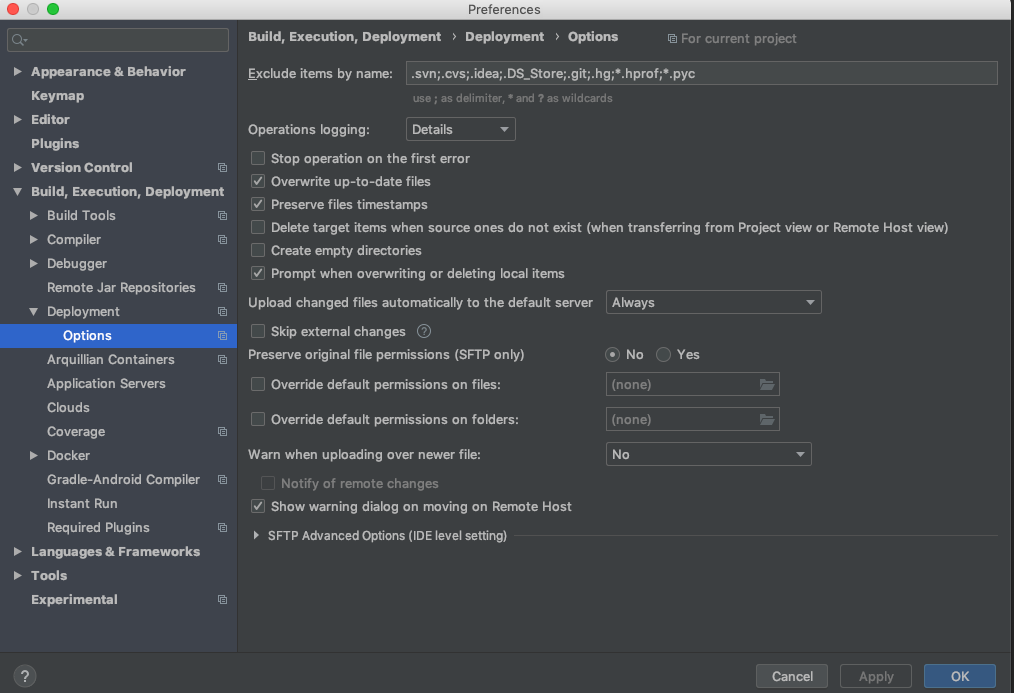 Preferences
Appearance & Behavior
Keymap
Editor
Plugins
Version Control
Build, Execution, Deployment
Build Tools
Compiler
Debugger
Remote Jar Repositories
Deployment
Options
Arquillian Containers
Application Servers
Clouds
Coverage
Docker
Gradle-Android Compiler
Instant Run
Required Plugins
Languages & Frameworks
Tools
Experimental
?
Build, Execution, Deployment › Deployment › Options For current project
Exclude items by name: .svn;.cvs;.idea;.DS_Store;.git;.hg;*.hprof;*.pyc
use ; as delimiter, * and ? as wildcards
Operations logging: Details
Stop operation on the first error
Overwrite up-to-date files
Preserve files timestamps
Delete target items when source ones do not exist (when transferring from Project view or Remote Host view)
Create empty directories
Prompt when overwriting or deleting local items
Upload changed files automatically to the default server Always
Skip external changes ?
Preserve original file permissions (SFTP only) No Yes
Override default permissions on files: (none)
Override default permissions on folders: (none)
Warn when uploading over newer file: No
Notify of remote changes
Show warning dialog on moving on Remote Host
SFTP Advanced Options (IDE level setting)
Cancel Apply OK